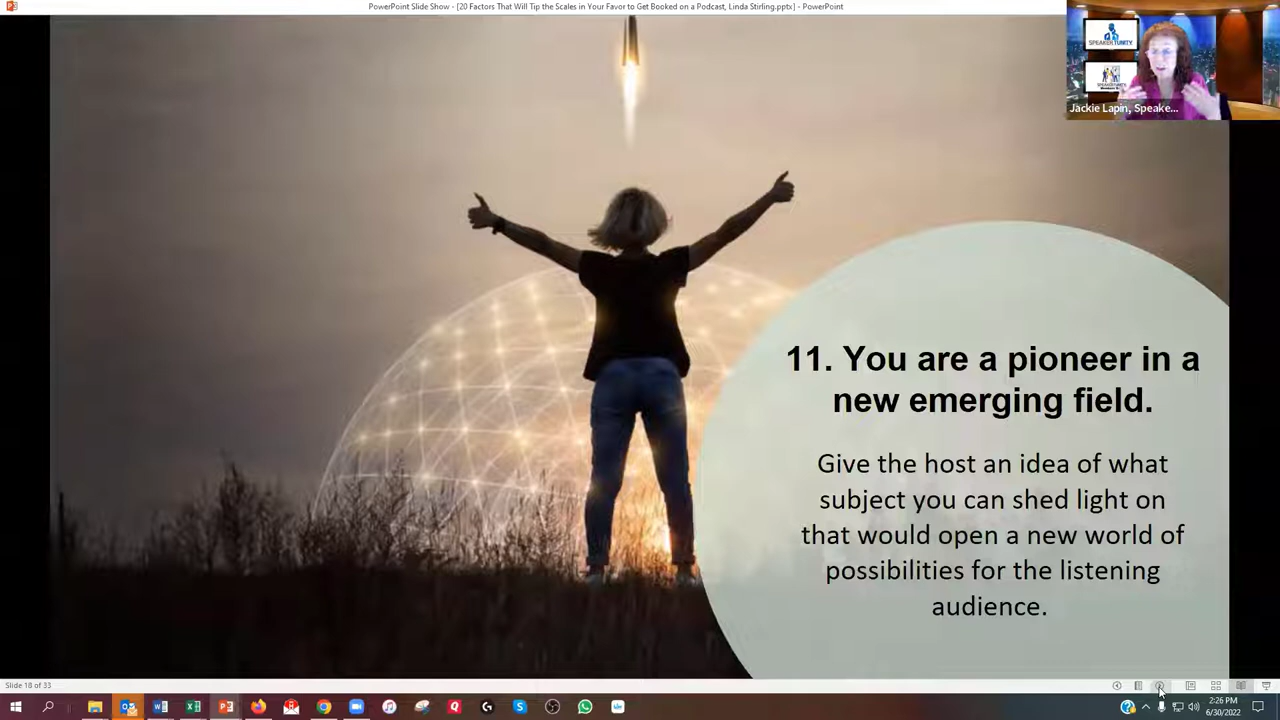 PowerPoint Slide Show - [20 Factors That Will Tip the Scales in Your Favor to Get Booked on a Podcast, Linda Stirling.pptx] - PowerPoint
SPEAKERTUNITY
SPEAKERTUNITY
Jackie Lapin, Speake...
11. You are a pioneer in a
new emerging field.
Give the host an idea of what
subject you can shed light on
that would open a new world of
possibilities for the listening
audience.
Slide 18 of 33
2:26 PM
6/30/2022